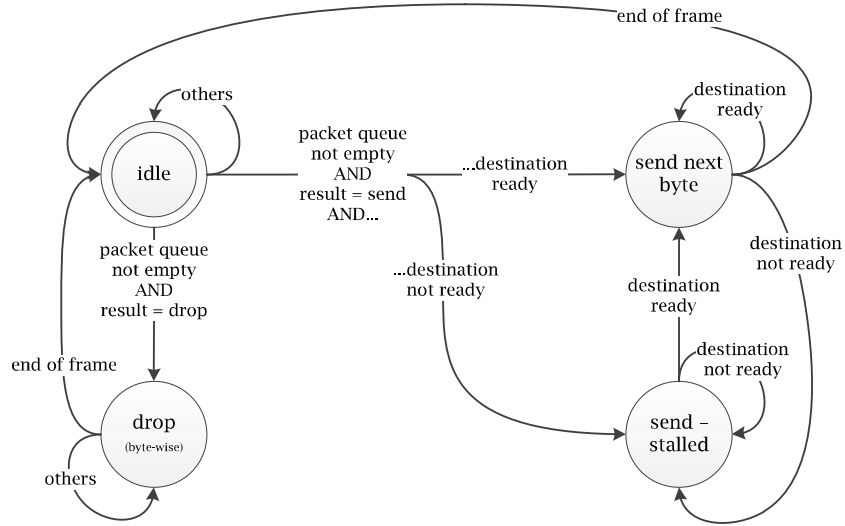 end of frame
others
idle
packet queue
not empty
AND
result = send
AND...
...destination
ready
send next
byte
destination
ready
packet queue
not empty
AND
result = drop
...destination
not ready
destination
ready
destination
not ready
destination
not ready
end of frame
drop
(byte-wise)
send –
stalled
others